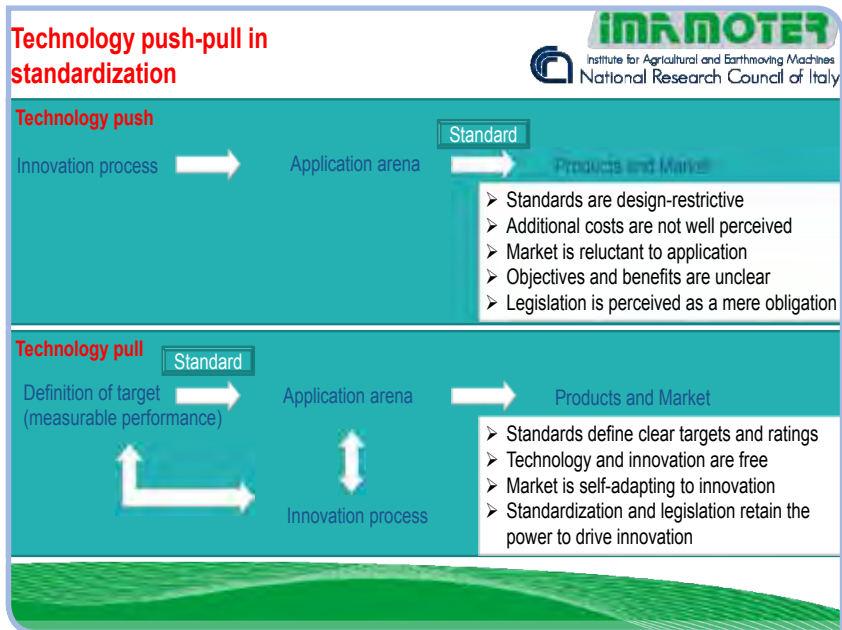 Technology push-pull in
standardization
iMAMOTER
Institute for Agricultural and Earthmoving Machines
National Research Council of Italy
Technology push
Standard
Innovation process
Application arena
Products and Market
➢ Standards are design-restrictive
➢ Additional costs are not well perceived
➢ Market is reluctant to application
➢ Objectives and benefits are unclear
➢ Legislation is perceived as a mere obligation
Technology pull
Standard
Definition of target
(measurable performance)
Application arena
Products and Market
➢ Standards define clear targets and ratings
➢ Technology and innovation are free
➢ Market is self-adapting to innovation
➢ Standardization and legislation retain the
power to drive innovation
Innovation process